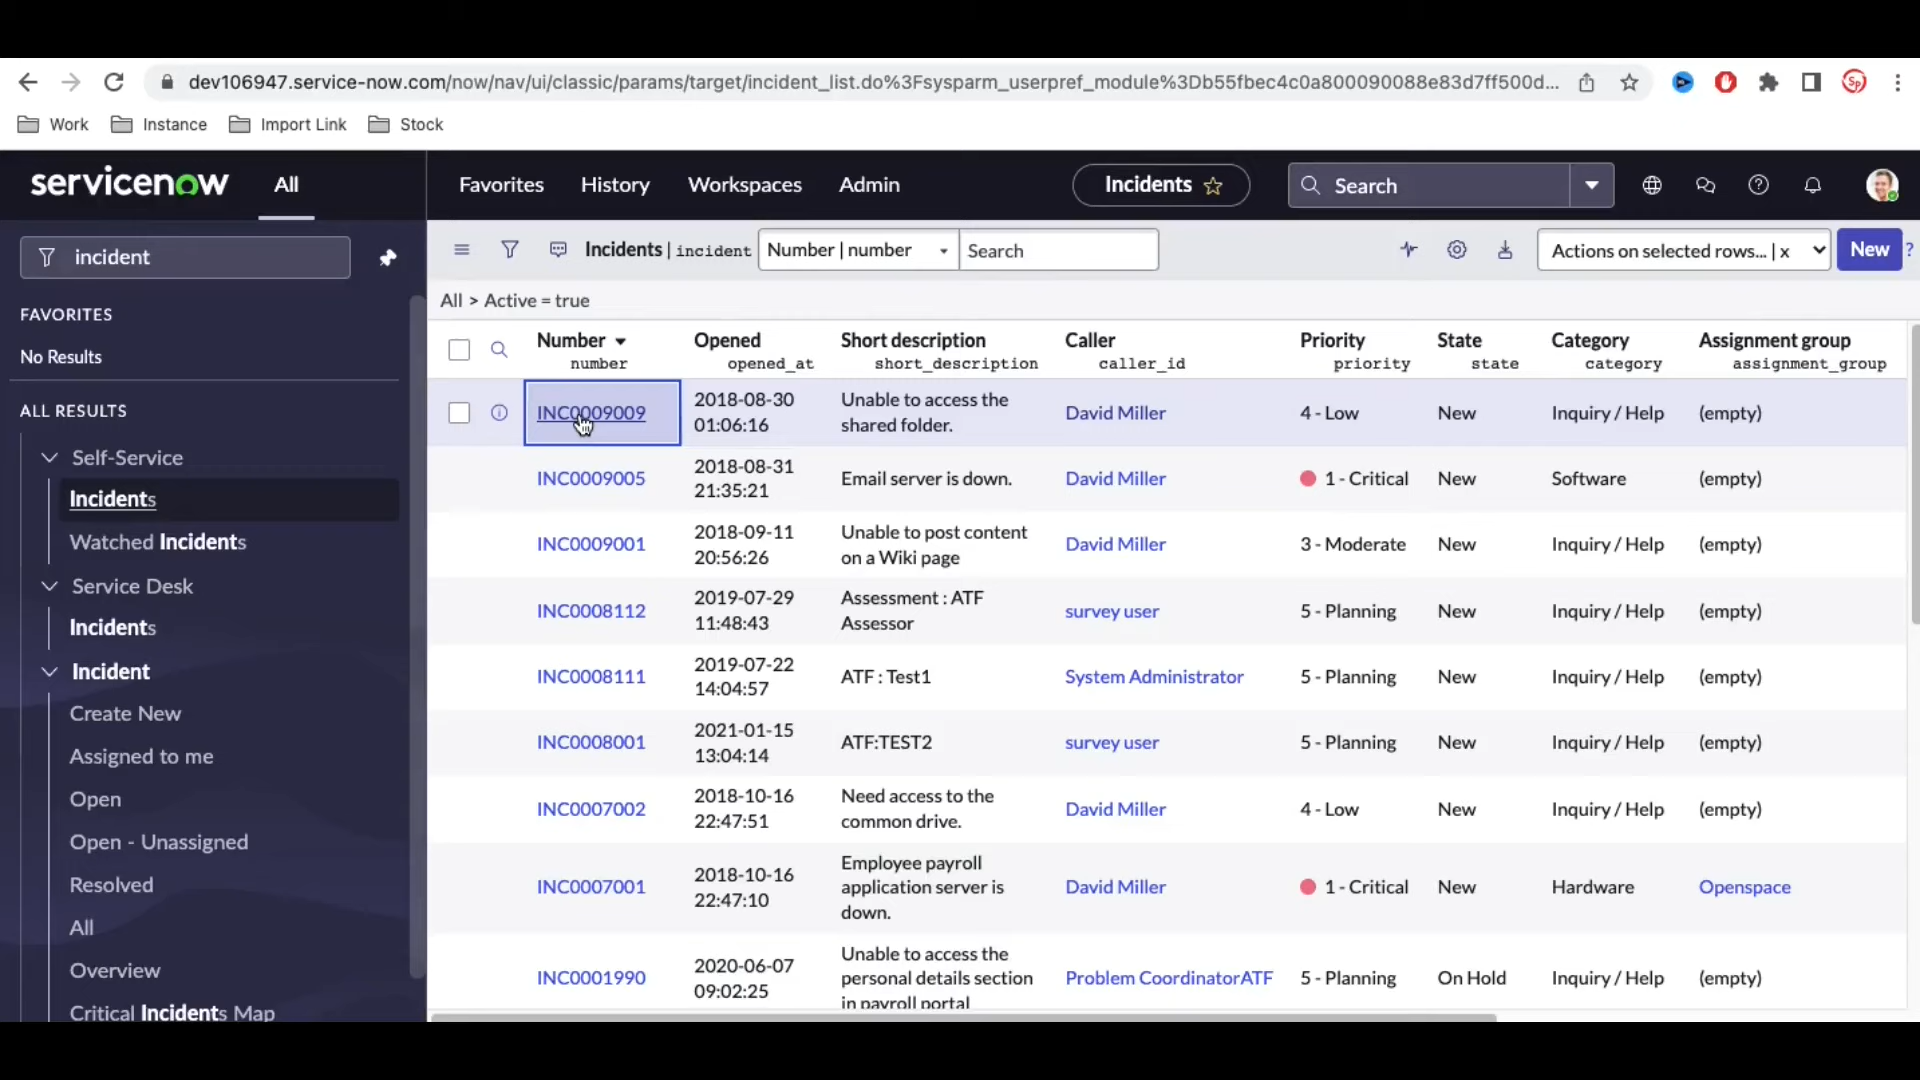 dev106947.service-now.com/now/nav/ui/classic/params/target/incident_list.do%3Fsysparm_userpref_module%3Db55fbec4c0a800090088e83d7ff500d...
Work Instance Import Link Stock
servicenow All Favorites History Workspaces Admin Incidents Search
incident
Incidents | incident Number | number Search Actions on selected rows... | x New ?
All > Active = true
FAVORITES
No Results
ALL RESULTS
Self-Service
Incidents
Watched Incidents
Service Desk
Incidents
Incident
Create New
Assigned to me
Open
Open - Unassigned
Resolved
All
Overview
Critical Incidents Map
Number Opened Short description Caller Priority State Category Assignment group
number opened_at short_description caller_id priority state category assignment_group
INC0009009 2018-08-30 01:06:16 Unable to access the shared folder. David Miller 4 - Low New Inquiry / Help (empty)
INC0009005 2018-08-31 21:35:21 Email server is down. David Miller 1 - Critical New Software (empty)
INC0009001 2018-09-11 20:56:26 Unable to post content on a Wiki page David Miller 3 - Moderate New Inquiry / Help (empty)
INC0008112 2019-07-29 11:48:43 Assessment : ATF Assessor survey user 5 - Planning New Inquiry / Help (empty)
INC0008111 2019-07-22 14:04:57 ATF : Test1 System Administrator 5 - Planning New Inquiry / Help (empty)
INC0008001 2021-01-15 13:04:14 ATF:TEST2 survey user 5 - Planning New Inquiry / Help (empty)
INC0007002 2018-10-16 22:47:51 Need access to the common drive. David Miller 4 - Low New Inquiry / Help (empty)
INC0007001 2018-10-16 22:47:10 Employee payroll application server is down. David Miller 1 - Critical New Hardware Openspace
INC0001990 2020-06-07 09:02:25 Unable to access the personal details section in payroll portal Problem CoordinatorATF 5 - Planning On Hold Inquiry / Help (empty)